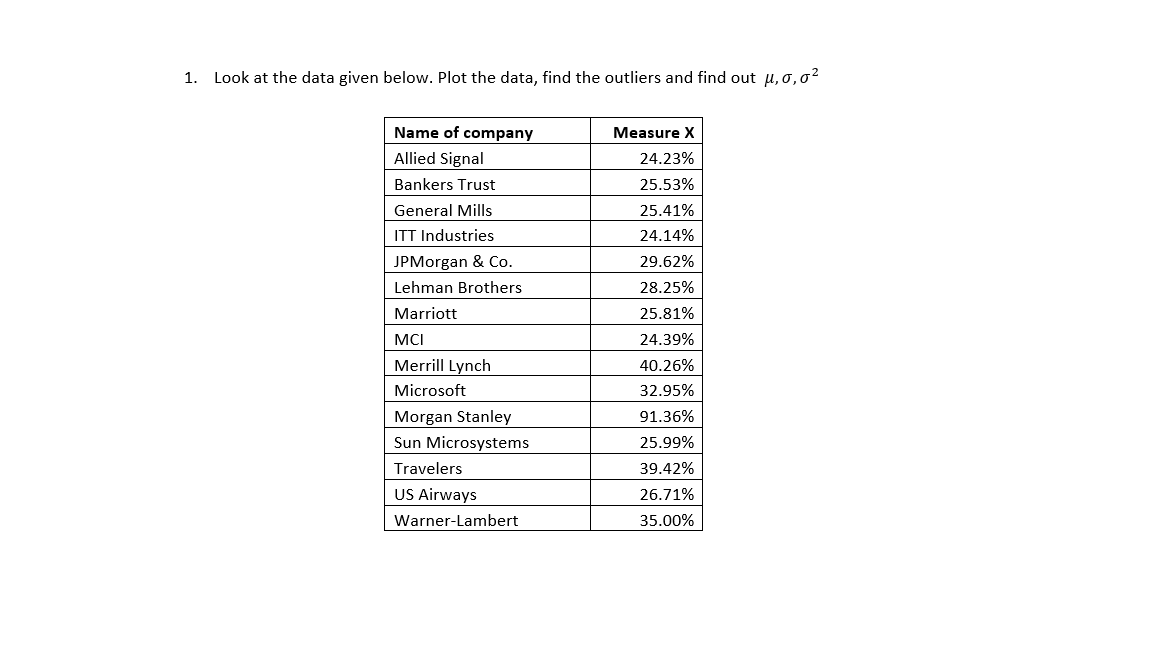 1. Look at the data given below. Plot the data, find the outliers and find out μ, σ, σ²
Name of company Measure X
Allied Signal 24.23%
Bankers Trust 25.53%
General Mills 25.41%
ITT Industries 24.14%
JPMorgan & Co. 29.62%
Lehman Brothers 28.25%
Marriott 25.81%
MCI 24.39%
Merrill Lynch 40.26%
Microsoft 32.95%
Morgan Stanley 91.36%
Sun Microsystems 25.99%
Travelers 39.42%
US Airways 26.71%
Warner-Lambert 35.00%